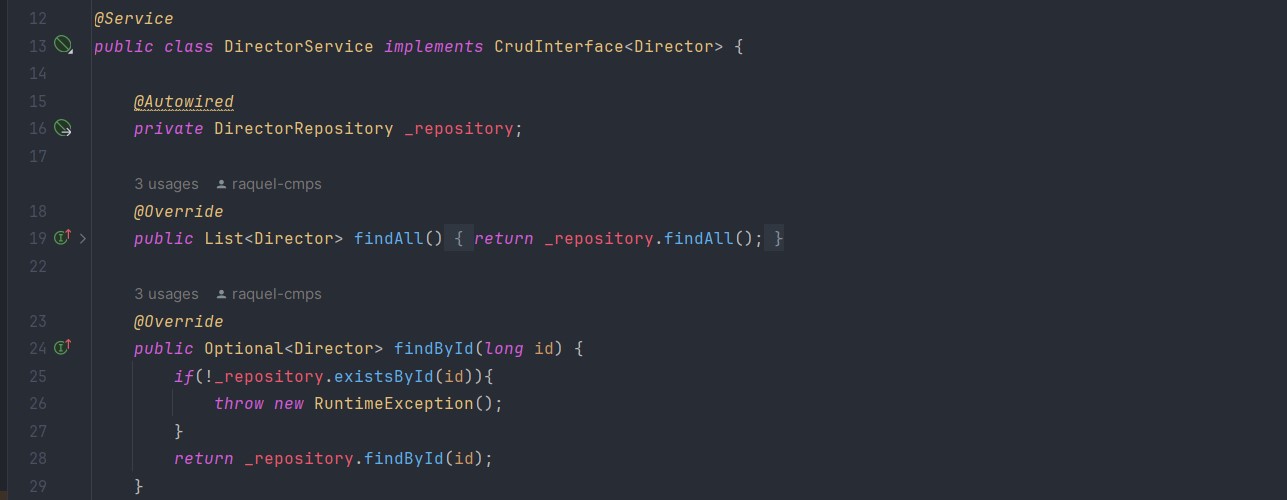 12 @Service
13 public class DirectorService implements CrudInterface<Director> {
14
15 @Autowired
16 private DirectorRepository _repository;
17
3 usages raquel-cmps
18 @Override
19 public List<Director> findAll() { return _repository.findAll(); }
22
3 usages raquel-cmps
23 @Override
24 public Optional<Director> findById(long id) {
25 if(!_repository.existsById(id)){
26 throw new RuntimeException();
27 }
28 return _repository.findById(id);
29 }